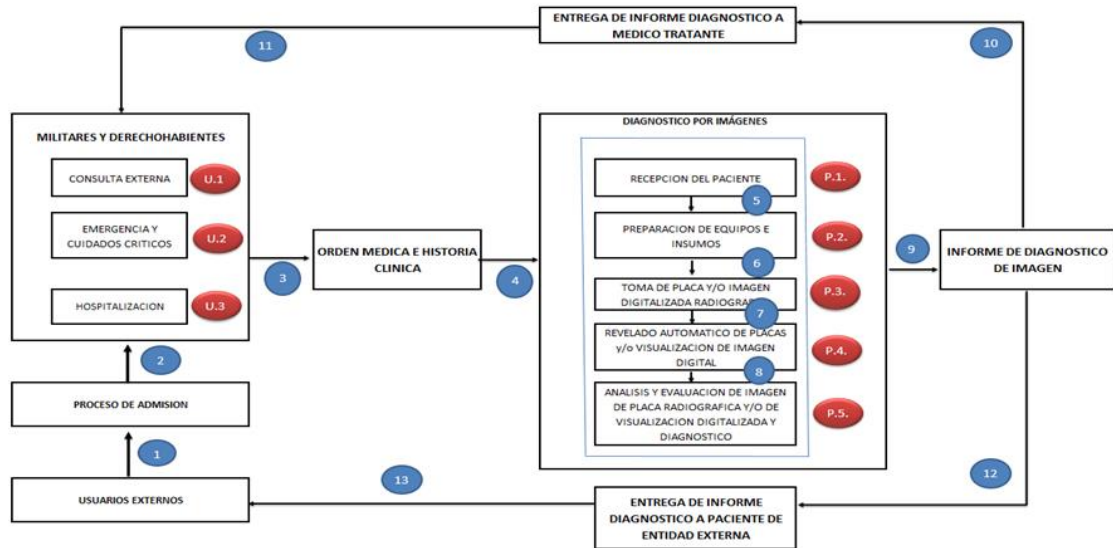 ENTREGA DE INFORME DIAGNOSTICO A
MEDICO TRATANTE
11
10
MILITARES Y DERECHOHABIENTES
CONSULTA EXTERNA
U.1
EMERGENCIA Y
CUIDADOS CRITICOS
U.2
HOSPITALIZACION
U.3
3
ORDEN MEDICA E HISTORIA
CLINICA
4
DIAGNOSTICO POR IMÁGENES
RECEPCION DEL PACIENTE
P.1.
5
PREPARACION DE EQUIPOS E
INSUMOS
P.2.
6
TOMA DE PLACA Y/O IMAGEN
DIGITALIZADA
P.3.
7
REVELADO AUTOMATICO DE PLACAS
y/o VISUALIZACION DE IMAGEN
DIGITAL
P.4.
8
ANALISIS Y EVALUACION DE IMAGEN
DE PLACA RADIOGRAFICA Y/O DE
VISUALIZACION DIGITALIZADA Y
DIAGNOSTICO
P.5.
9
INFORME DE DIAGNOSTICO
DE IMAGEN
2
PROCESO DE ADMISION
1
USUARIOS EXTERNOS
13
ENTREGA DE INFORME
DIAGNOSTICO A PACIENTE DE
ENTIDAD EXTERNA
12